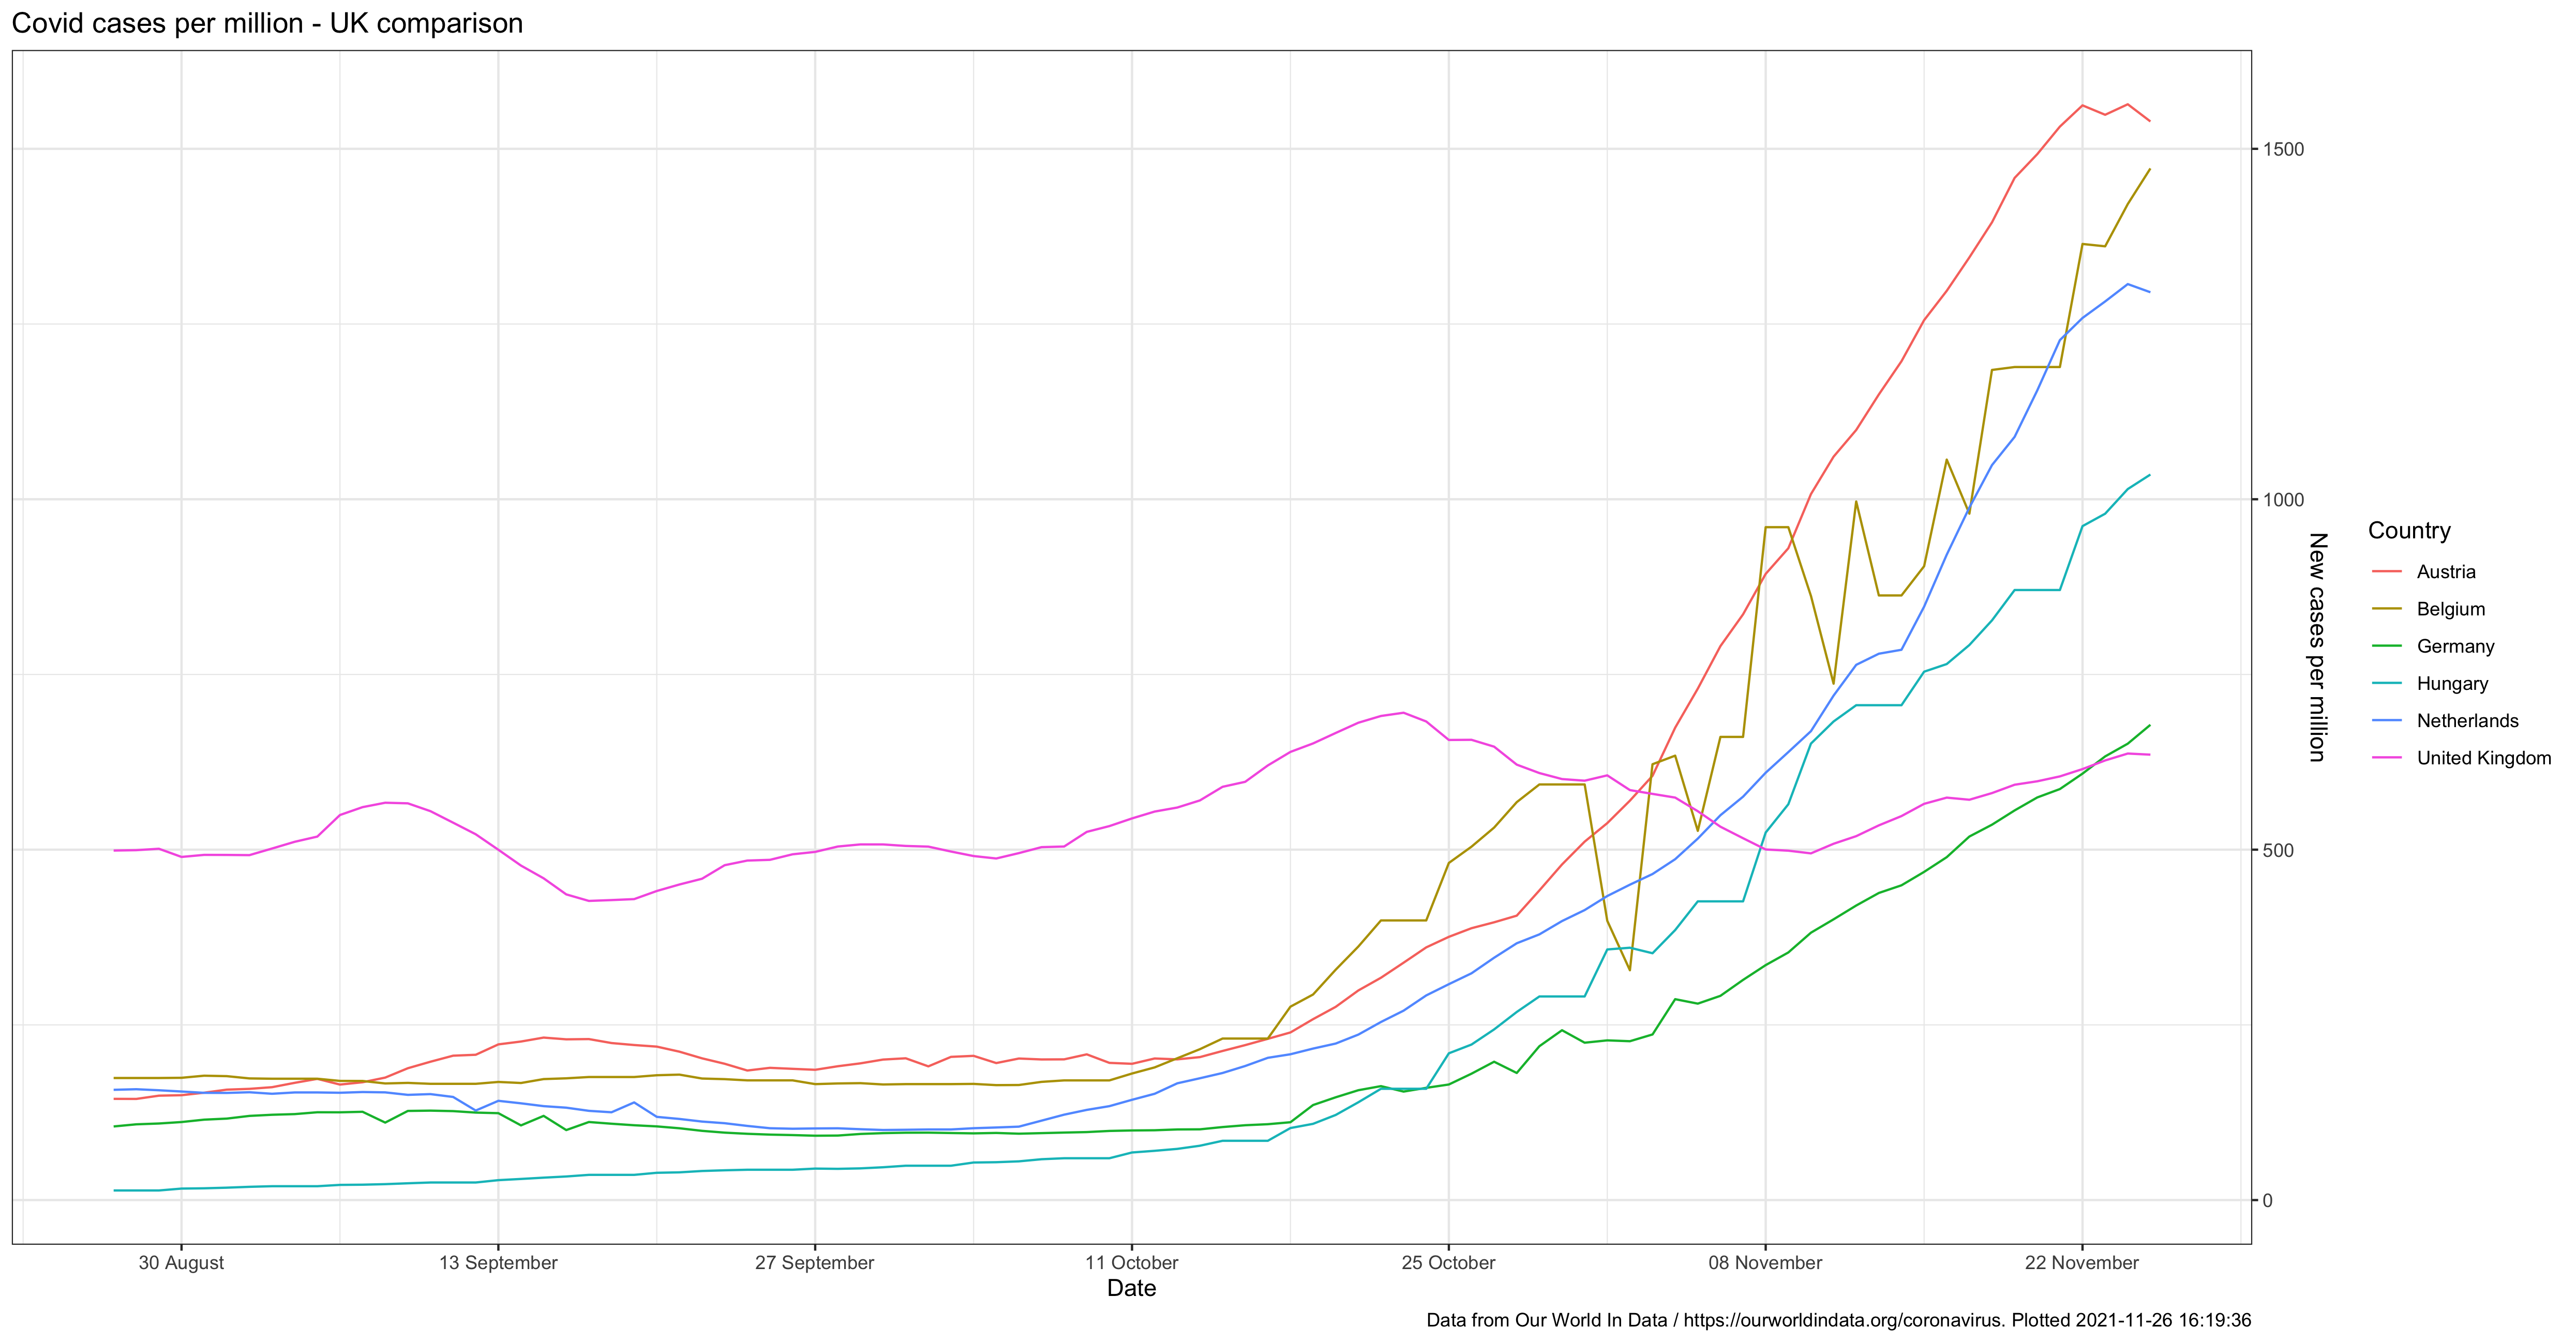 Covid cases per million - UK comparison
1500
1000
500
0
New cases per million
Country
Austria
Belgium
Germany
Hungary
Netherlands
United Kingdom
30 August
13 September
27 September
11 October
25 October
08 November
22 November
Date
Data from Our World In Data / https://ourworldindata.org/coronavirus. Plotted 2021-11-26 16:19:36